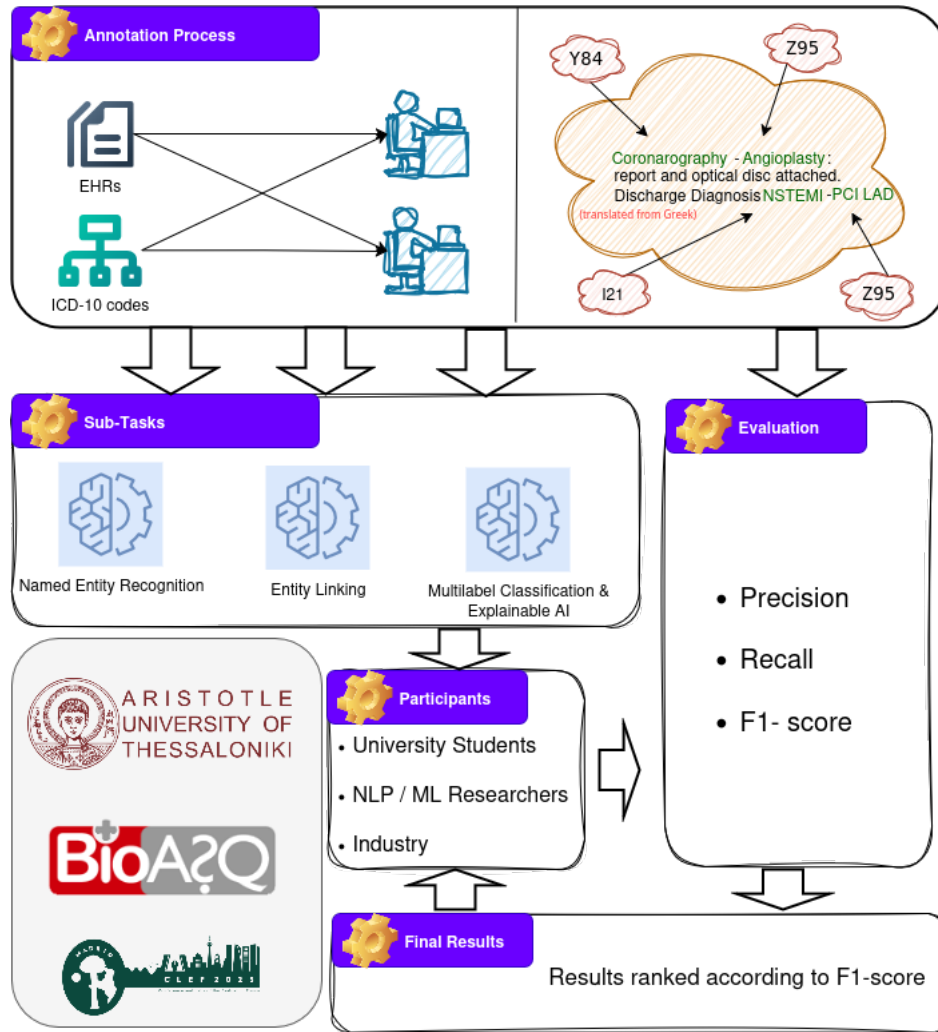 Annotation Process
EHRs
ICD-10 codes
Y84
Z95
Coronarography - Angioplasty:
report and optical disc attached.
Discharge Diagnosis NSTEMI -PCI LAD
(translated from Greek)
I21
Z95
Sub-Tasks
Named Entity Recognition
Entity Linking
Multilabel Classification &
Explainable AI
Evaluation
• Precision
• Recall
• F1- score
ARISTOTLE
UNIVERSITY OF
THESSALONIKI
BioASQ
MADRID
CLEF 2025
Participants
• University Students
• NLP / ML Researchers
• Industry
Final Results
Results ranked according to F1-score